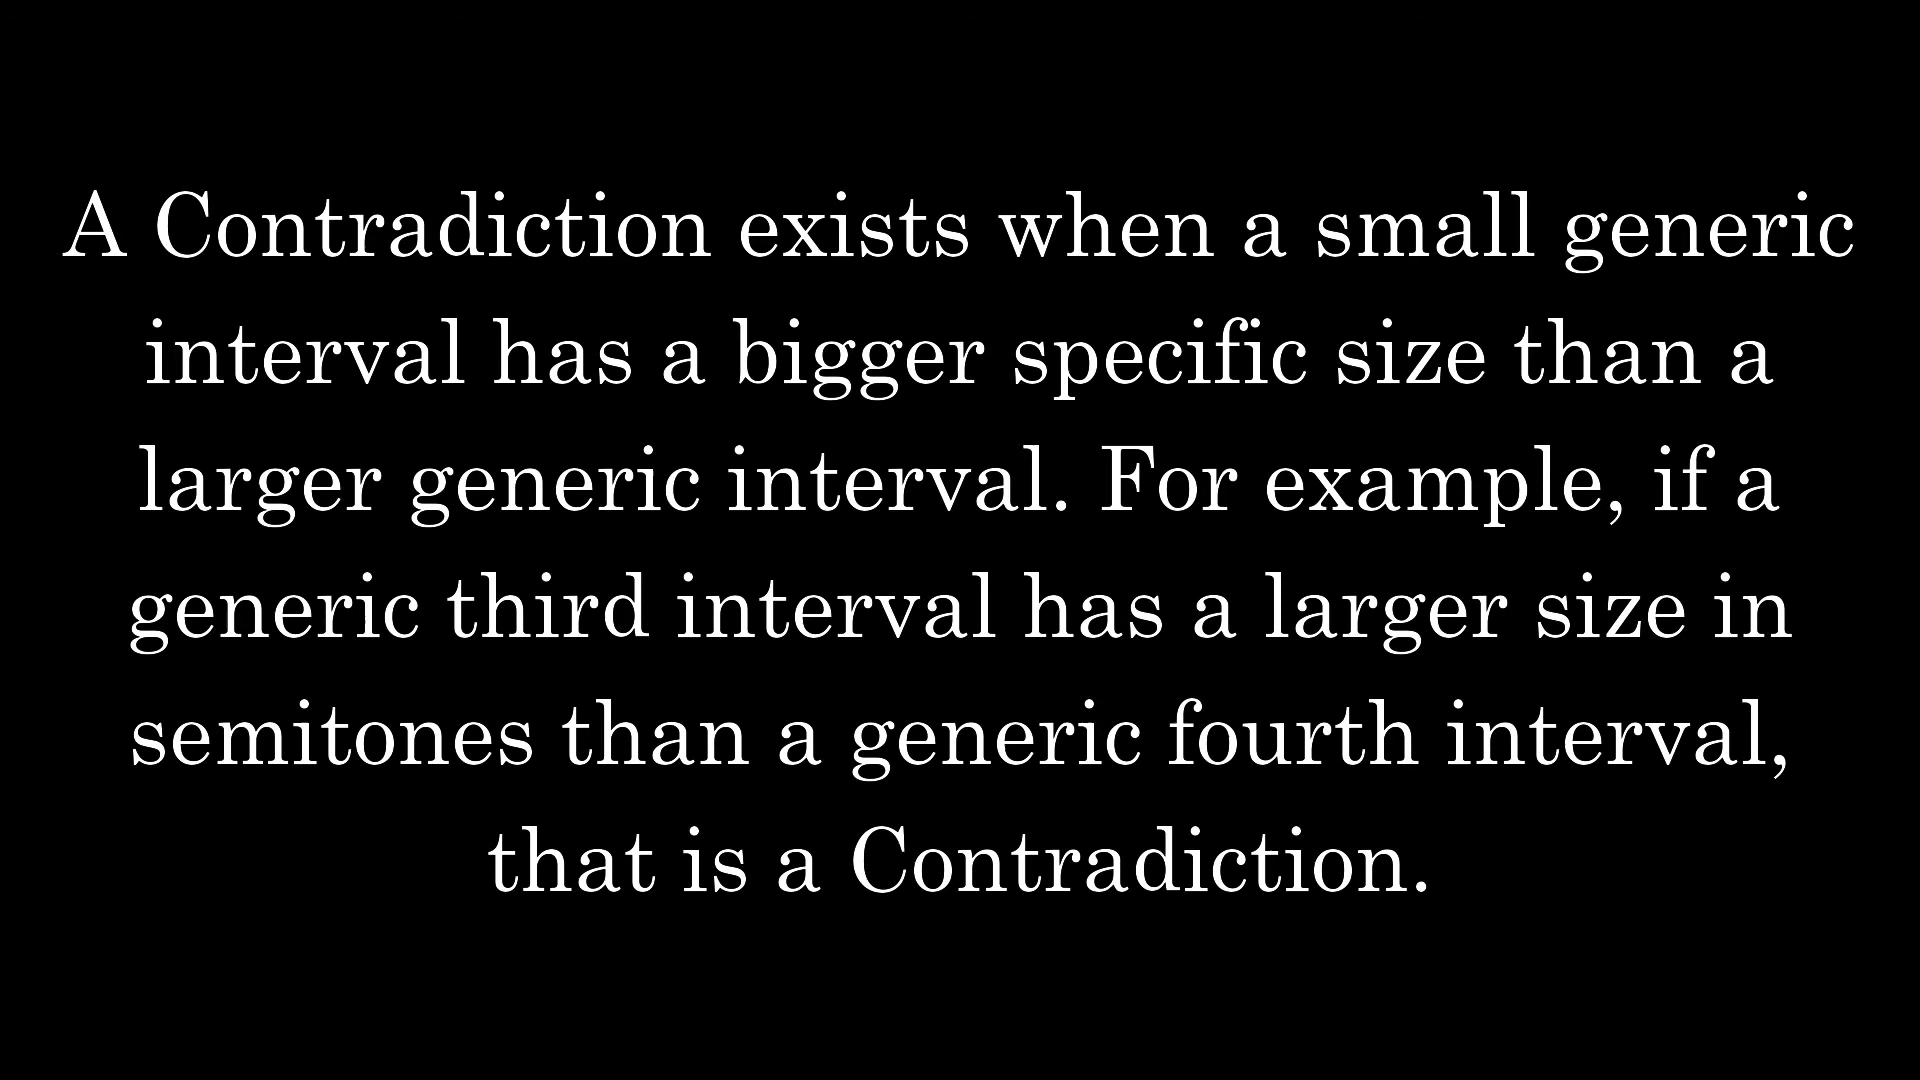 A Contradiction exists when a small generic
interval has a bigger specific size than a
larger generic interval. For example, if a
generic third interval has a larger size in
semitones than a generic fourth interval,
that is a Contradiction.